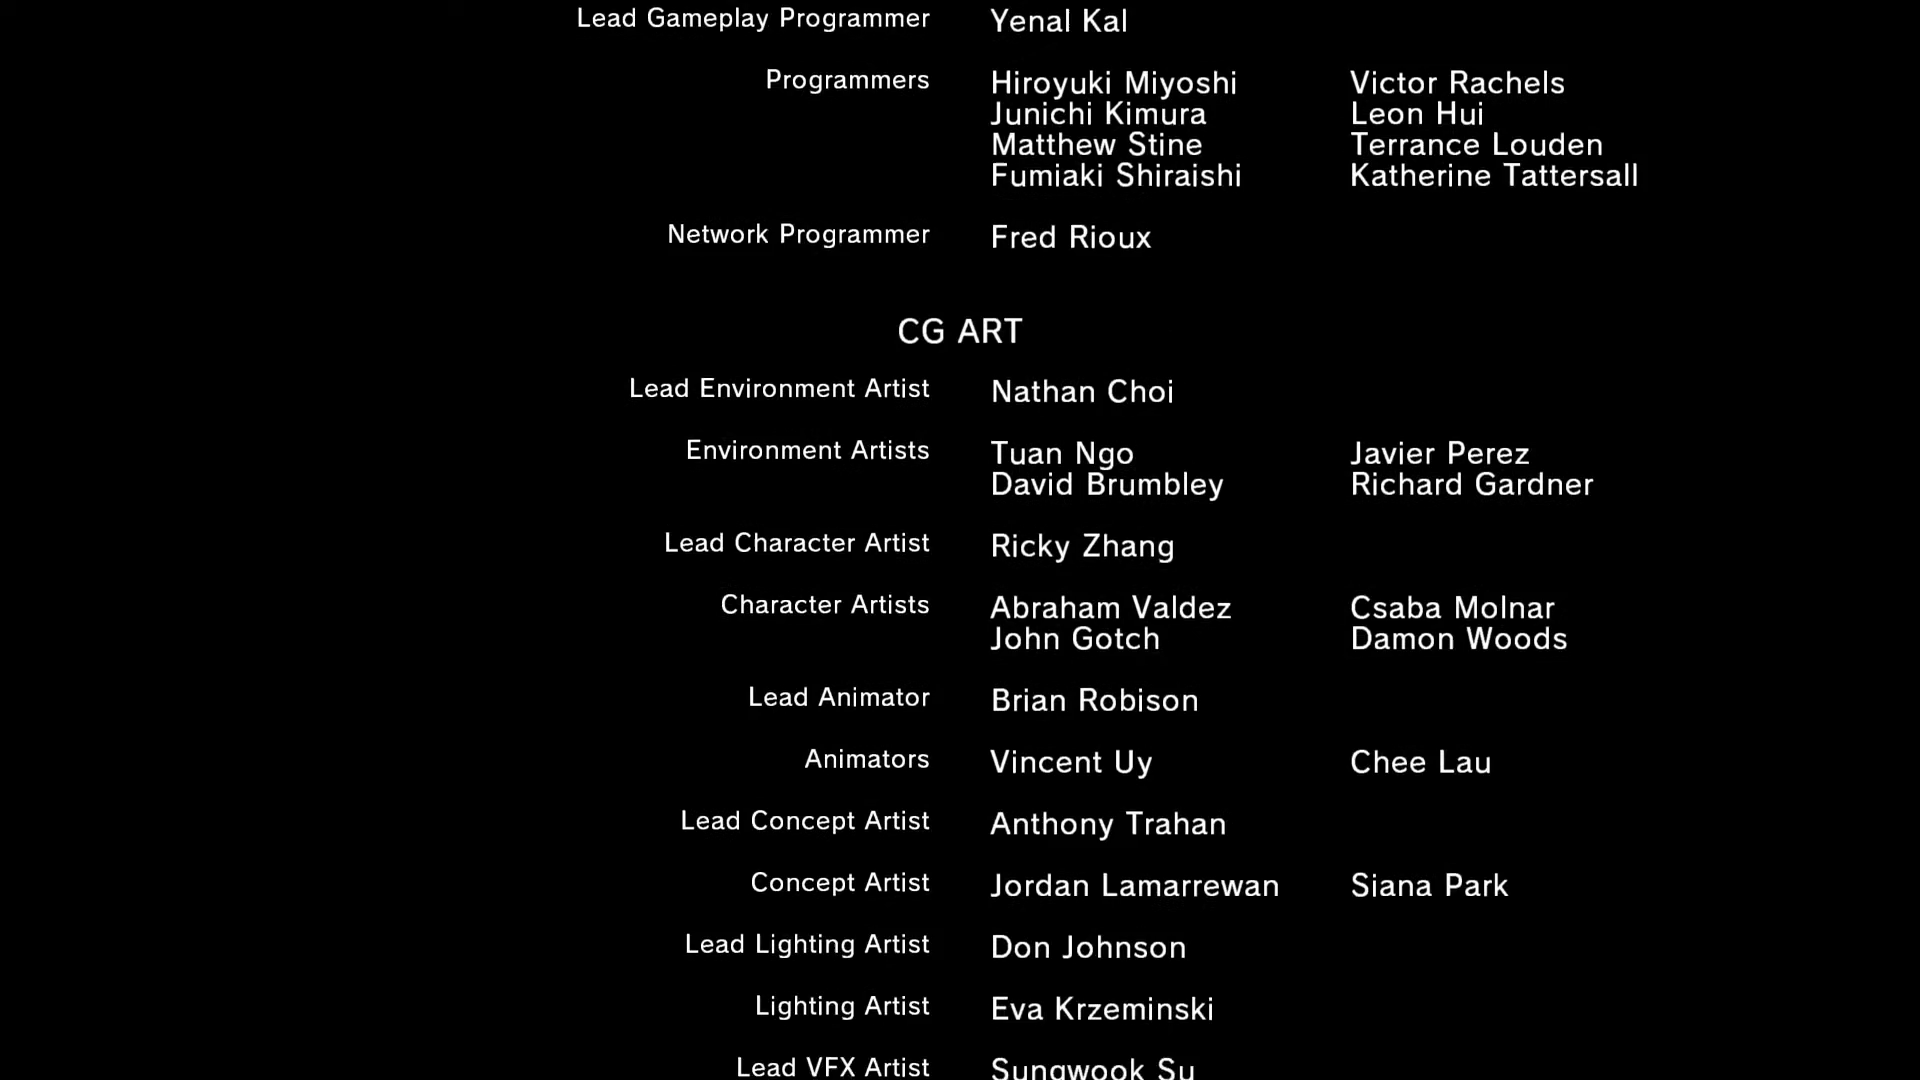 Lead Gameplay Programmer Yenal Kal
Programmers Hiroyuki Miyoshi Victor Rachels
Junichi Kimura Leon Hui
Matthew Stine Terrance Louden
Fumiaki Shiraishi Katherine Tattersall
Network Programmer Fred Rioux
CG ART
Lead Environment Artist Nathan Choi
Environment Artists Tuan Ngo Javier Perez
David Brumbley Richard Gardner
Lead Character Artist Ricky Zhang
Character Artists Abraham Valdez Csaba Molnar
John Gotch Damon Woods
Lead Animator Brian Robison
Animators Vincent Uy Chee Lau
Lead Concept Artist Anthony Trahan
Concept Artist Jordan Lamarrewan Siana Park
Lead Lighting Artist Don Johnson
Lighting Artist Eva Krzeminski
Lead VFX Artist Sungwook Su